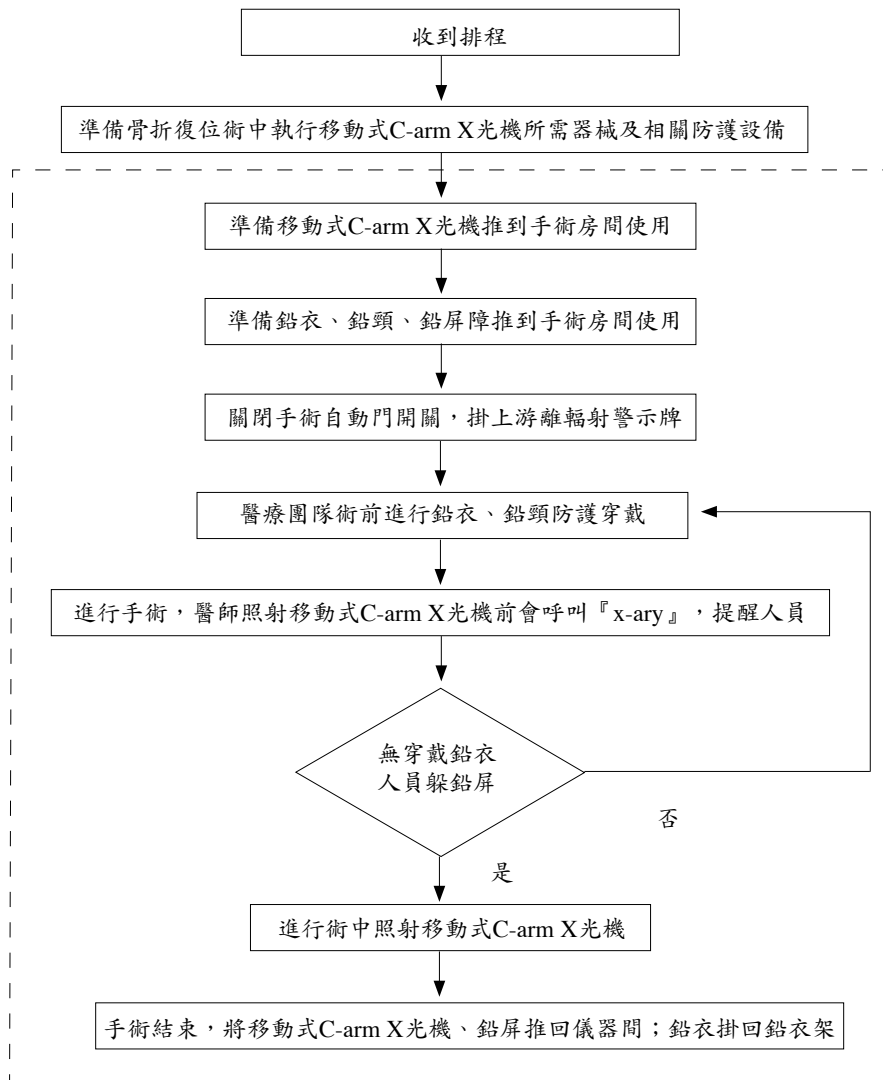 收到排程
準備骨折復位術中執行移動式C-arm X光機所需器械及相關防護設備
準備移動式C-arm X光機推到手術房間使用
準備鉛衣、鉛頸、鉛屏障推到手術房間使用
關閉手術自動門開關，掛上游離輻射警示牌
醫療團隊術前進行鉛衣、鉛頸防護穿戴
進行手術，醫師照射移動式C-arm X光機前會呼叫『x-ary』，提醒人員
無穿戴鉛衣
人員躲鉛屏
否
是
進行術中照射移動式C-arm X光機
手術結束，將移動式C-arm X光機、鉛屏推回儀器間；鉛衣掛回鉛衣架